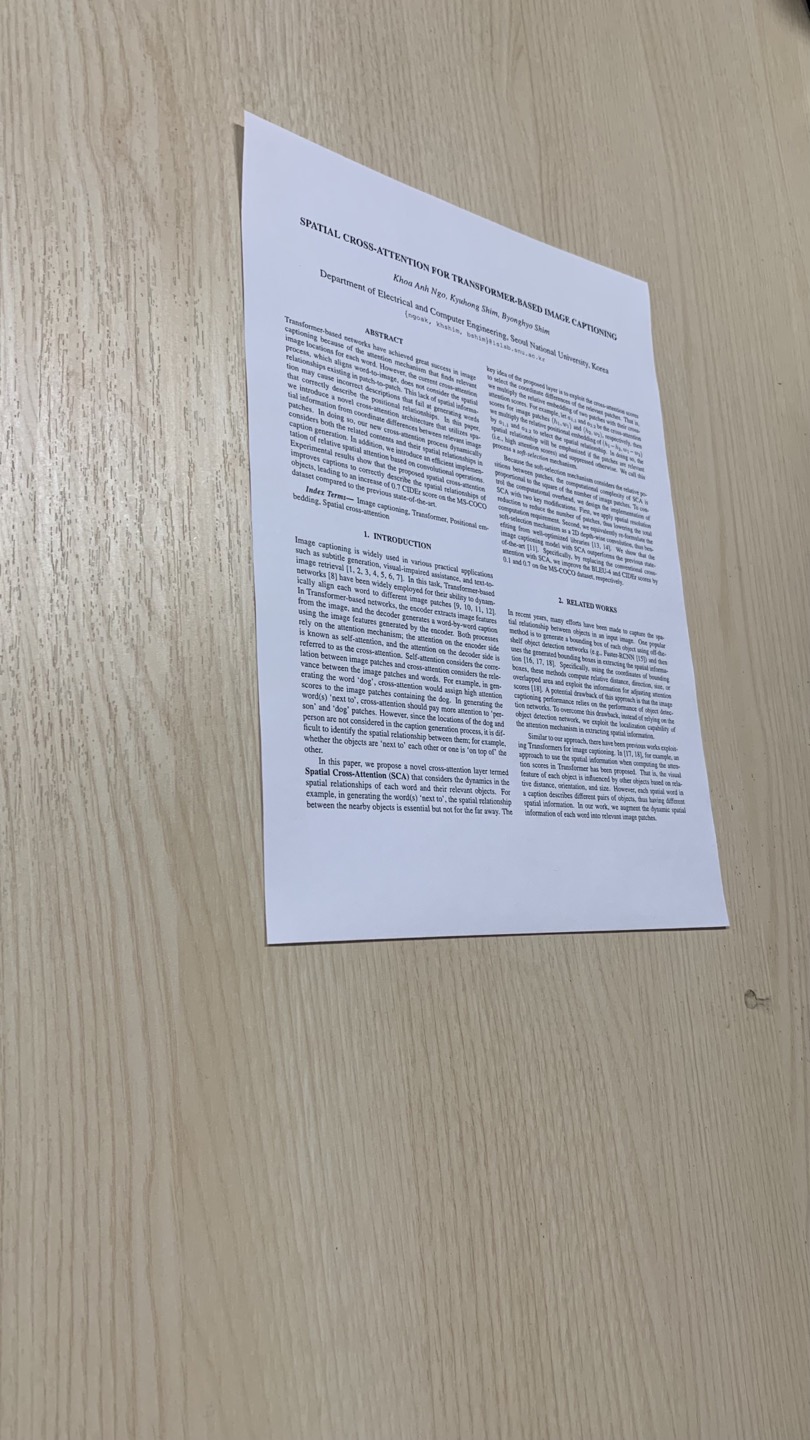 SPATIAL CROSS-ATTENTION FOR TRANSFORMER-BASED IMAGE CAPTIONING
Khoa Anh Ngo, Kyuhong Shim, Byonghyo Shim
Department of Electrical and Computer Engineering, Seoul National University, Korea
{ngoak, khshim, bshim}@islab.snu.ac.kr
ABSTRACT
Transformer-based networks have achieved great success in image
captioning because of the attention mechanism that finds relevant
image locations for each word. However, the current cross-attention
process, which aligns word-to-image, does not consider the spatial
relationships existing in patch-to-patch. This lack of spatial informa-
tion may cause incorrect descriptions that fail at generating words
that correctly describe the positional relationships. In this paper,
we introduce a novel cross-attention architecture that utilizes spa-
tial information from coordinate differences between relevant image
patches. In doing so, our new cross-attention process dynamically
considers both the related contents and their spatial relationships in
caption generation. In addition, we introduce an efficient implemen-
tation of relative spatial attention based on convolutional operations.
Experimental results show that the proposed spatial cross-attention
improves captions to correctly describe the spatial relationships of
objects, leading to an increase of 0.7 CIDEr score on the MS-COCO
dataset compared to the previous state-of-the-art.
Index Terms— Image captioning, Transformer, Positional em-
bedding, Spatial cross-attention
1. INTRODUCTION
Image captioning is widely used in various practical applications
such as subtitle generation, visual-impaired assistance, and text-to-
image retrieval [1, 2, 3, 4, 5, 6, 7]. In this task, Transformer-based
networks [8] have been widely employed for their ability to dynam-
ically align each word to different image patches [9, 10, 11, 12].
In Transformer-based networks, the encoder extracts image features
from the image, and the decoder generates a word-by-word caption
using the image features generated by the encoder. Both processes
rely on the attention mechanism; the attention on the encoder side
is known as self-attention, and the attention on the decoder side is
referred to as the cross-attention. Self-attention considers the corre-
lation between image patches and cross-attention considers the rele-
vance between the image patches and words. For example, in gen-
erating the word 'dog', cross-attention would assign high attention
scores to the image patches containing the dog. In generating the
word(s) 'next to', cross-attention should pay more attention to 'per-
son' and 'dog' patches. However, since the locations of the dog and
person are not considered in the caption generation process, it is dif-
ficult to identify the spatial relationship between them; for example,
whether the objects are 'next to' each other or one is 'on top of' the
other.
In this paper, we propose a novel cross-attention layer termed
Spatial Cross-Attention (SCA) that considers the dynamics in the
spatial relationships of each word and their relevant objects. For
example, in generating the word(s) 'next to', the spatial relationship
between the nearby objects is essential but not for the far away. The
key idea of the proposed layer is to exploit the cross-attention scores
to select the coordinate differences of the relevant patches. That is,
we multiply the relative embedding of two patches with their cross-
attention scores. For example, let and be the cross-attention
scores for image patches and , respectively, then
we multiply the relative positional embedding of
by and to select the spatial relationship. In doing so, the
spatial relationship will be emphasized if the patches are relevant
(i.e., high attention scores) and suppressed otherwise. We call this
process a soft-selection mechanism.
Because the soft-selection mechanism considers the relative po-
sitions between patches, the computational complexity of SCA is
proportional to the square of the number of image patches. To con-
trol the computational overhead, we design the implementation of
SCA with two key modifications. First, we apply spatial resolution
reduction to reduce the number of patches, thus lowering the total
computation requirement. Second, we equivalently re-formulate the
soft-selection mechanism as a 2D depth-wise convolution, thus ben-
efiting from well-optimized libraries [13, 14]. We show that the
image captioning model with SCA outperforms the previous state-
of-the-art [11]. Specifically, by replacing the conventional cross-
attention with SCA, we improve the BLEU-4 and CIDEr scores by
0.1 and 0.7 on the MS-COCO dataset, respectively.
2. RELATED WORKS
In recent years, many efforts have been made to capture the spa-
tial relationship between objects in an input image. One popular
method is to generate a bounding box of each object using off-the-
shelf object detection networks (e.g., Faster-RCNN [15]) and then
uses the generated bounding boxes in extracting the spatial informa-
tion [16, 17, 18]. Specifically, using the coordinates of bounding
boxes, these methods compute relative distance, direction, size, or
overlapped area and exploit the information for adjusting attention
scores [18]. A potential drawback of this approach is that the image
captioning performance relies on the performance of object detec-
tion networks. To overcome this drawback, instead of relying on the
object detection network, we exploit the localization capability of
the attention mechanism in extracting spatial information.
Similar to our approach, there have been previous works exploit-
ing Transformers for image captioning. In [17, 18], for example, an
approach to use the spatial information when computing the atten-
tion scores in Transformer has been proposed. That is, the visual
feature of each object is influenced by other objects based on rela-
tive distance, orientation, and size. However, each spatial word in
a caption describes different pairs of objects, thus having different
spatial information. In our work, we augment the dynamic spatial
information of each word into relevant image patches.